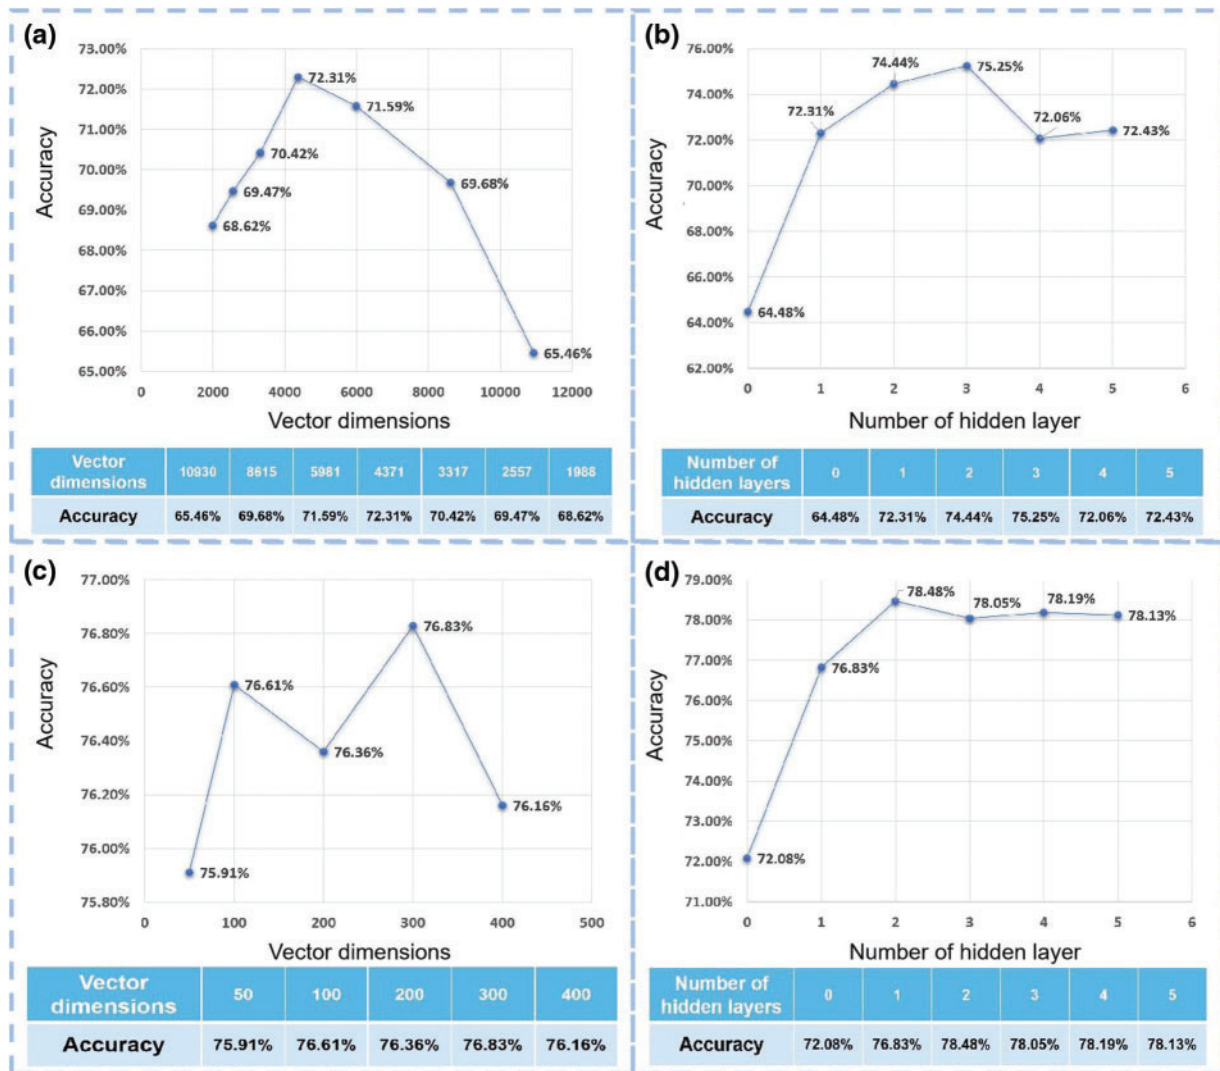 (a)
73.00%
72.00%
71.00%
70.00%
69.00%
68.00%
67.00%
66.00%
65.00%
Accuracy
72.31%
71.59%
70.42%
69.68%
69.47%
68.62%
65.46%
0 2000 4000 6000 8000 10000 12000
Vector dimensions
Vector dimensions 10930 8615 5981 4371 3317 2557 1988
Accuracy 65.46% 69.68% 71.59% 72.31% 70.42% 69.47% 68.62%
(b)
76.00%
74.00%
72.00%
70.00%
68.00%
66.00%
64.00%
62.00%
Accuracy
74.44%
75.25%
72.31%
72.06%
72.43%
64.48%
0 1 2 3 4 5 6
Number of hidden layer
Number of hidden layers 0 1 2 3 4 5
Accuracy 64.48% 72.31% 74.44% 75.25% 72.06% 72.43%
(c)
77.00%
76.80%
76.60%
76.40%
76.20%
76.00%
75.80%
Accuracy
76.83%
76.61%
76.36%
76.16%
75.91%
0 100 200 300 400 500
Vector dimensions
Vector dimensions 50 100 200 300 400
Accuracy 75.91% 76.61% 76.36% 76.83% 76.16%
(d)
79.00%
78.00%
77.00%
76.00%
75.00%
74.00%
73.00%
72.00%
71.00%
Accuracy
78.48%
78.05%
78.19%
78.13%
76.83%
72.08%
0 1 2 3 4 5 6
Number of hidden layer
Number of hidden layers 0 1 2 3 4 5
Accuracy 72.08% 76.83% 78.48% 78.05% 78.19% 78.13%